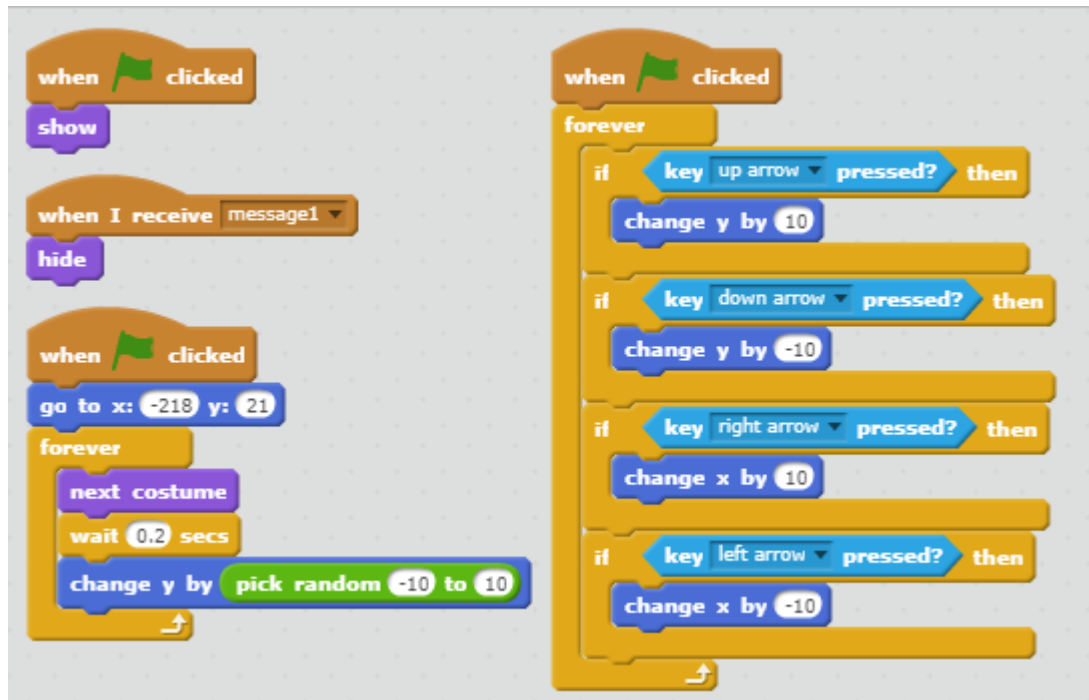 when clicked
show
when I receive message1
hide
when clicked
go to x: -218 y: 21
forever
next costume
wait 0.2 secs
change y by pick random -10 to 10
when clicked
forever
if key up arrow pressed? then
change y by 10
if key down arrow pressed? then
change y by -10
if key right arrow pressed? then
change x by 10
if key left arrow pressed? then
change x by -10